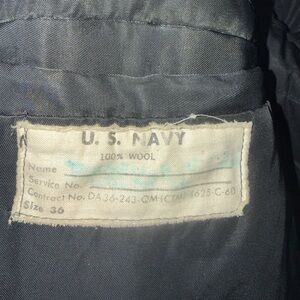 U. S. NAVY
100% WOOL
Name
Service No.
Contract No. DA 36-243-QM-(CTM)-1625-C-60
Size 36